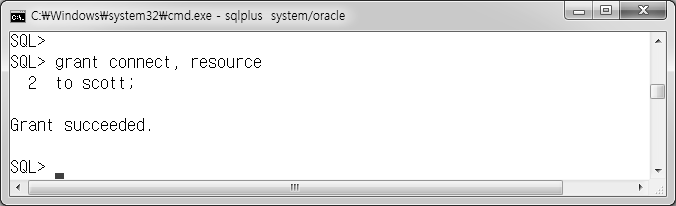 C:₩Windows₩system32₩cmd.exe - sqlplus  system/oracle
SQL>
SQL> grant connect, resource
  2  to scott;
Grant succeeded.
SQL>